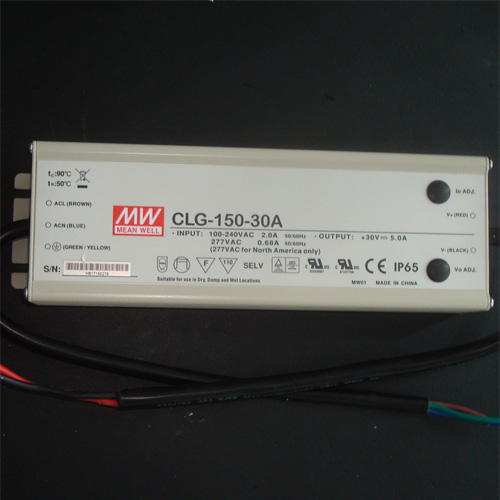 tc:90℃
ta:50℃
ACL (BROWN)
ACN (BLUE)
(GREEN / YELLOW)
S/N:
MW
MEAN WELL
CLG-150-30A
· INPUT: 100-240VAC 2.0A 50/60Hz
277VAC 0.68A 50/60Hz
(277VAC for North America only)
· OUTPUT: +30V 5.0A
F
110
SELV
CE
IP65
Suitable for use in Dry, Damp and Wet Locations
MW01 MADE IN CHINA
Io ADJ.
V+ (RED)
V- (BLACK)
Vo ADJ.